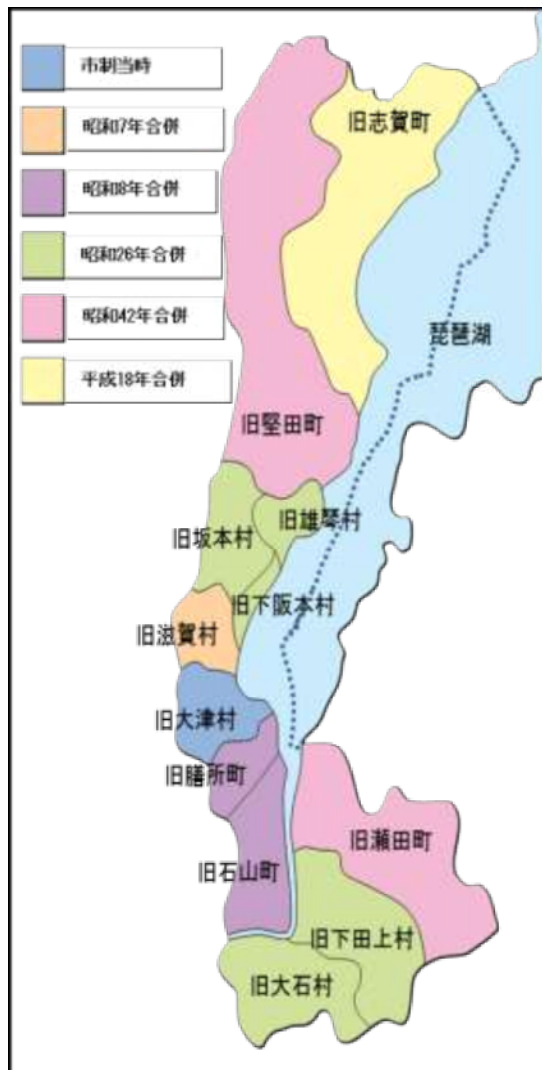 市制当時
昭和7年合併
昭和8年合併
昭和26年合併
昭和42年合併
平成18年合併
旧志賀町
琵琶湖
旧堅田町
旧雄琴村
旧坂本村
旧下阪本村
旧滋賀村
旧大津村
旧膳所町
旧瀬田町
旧石山町
旧下田上村
旧大石村